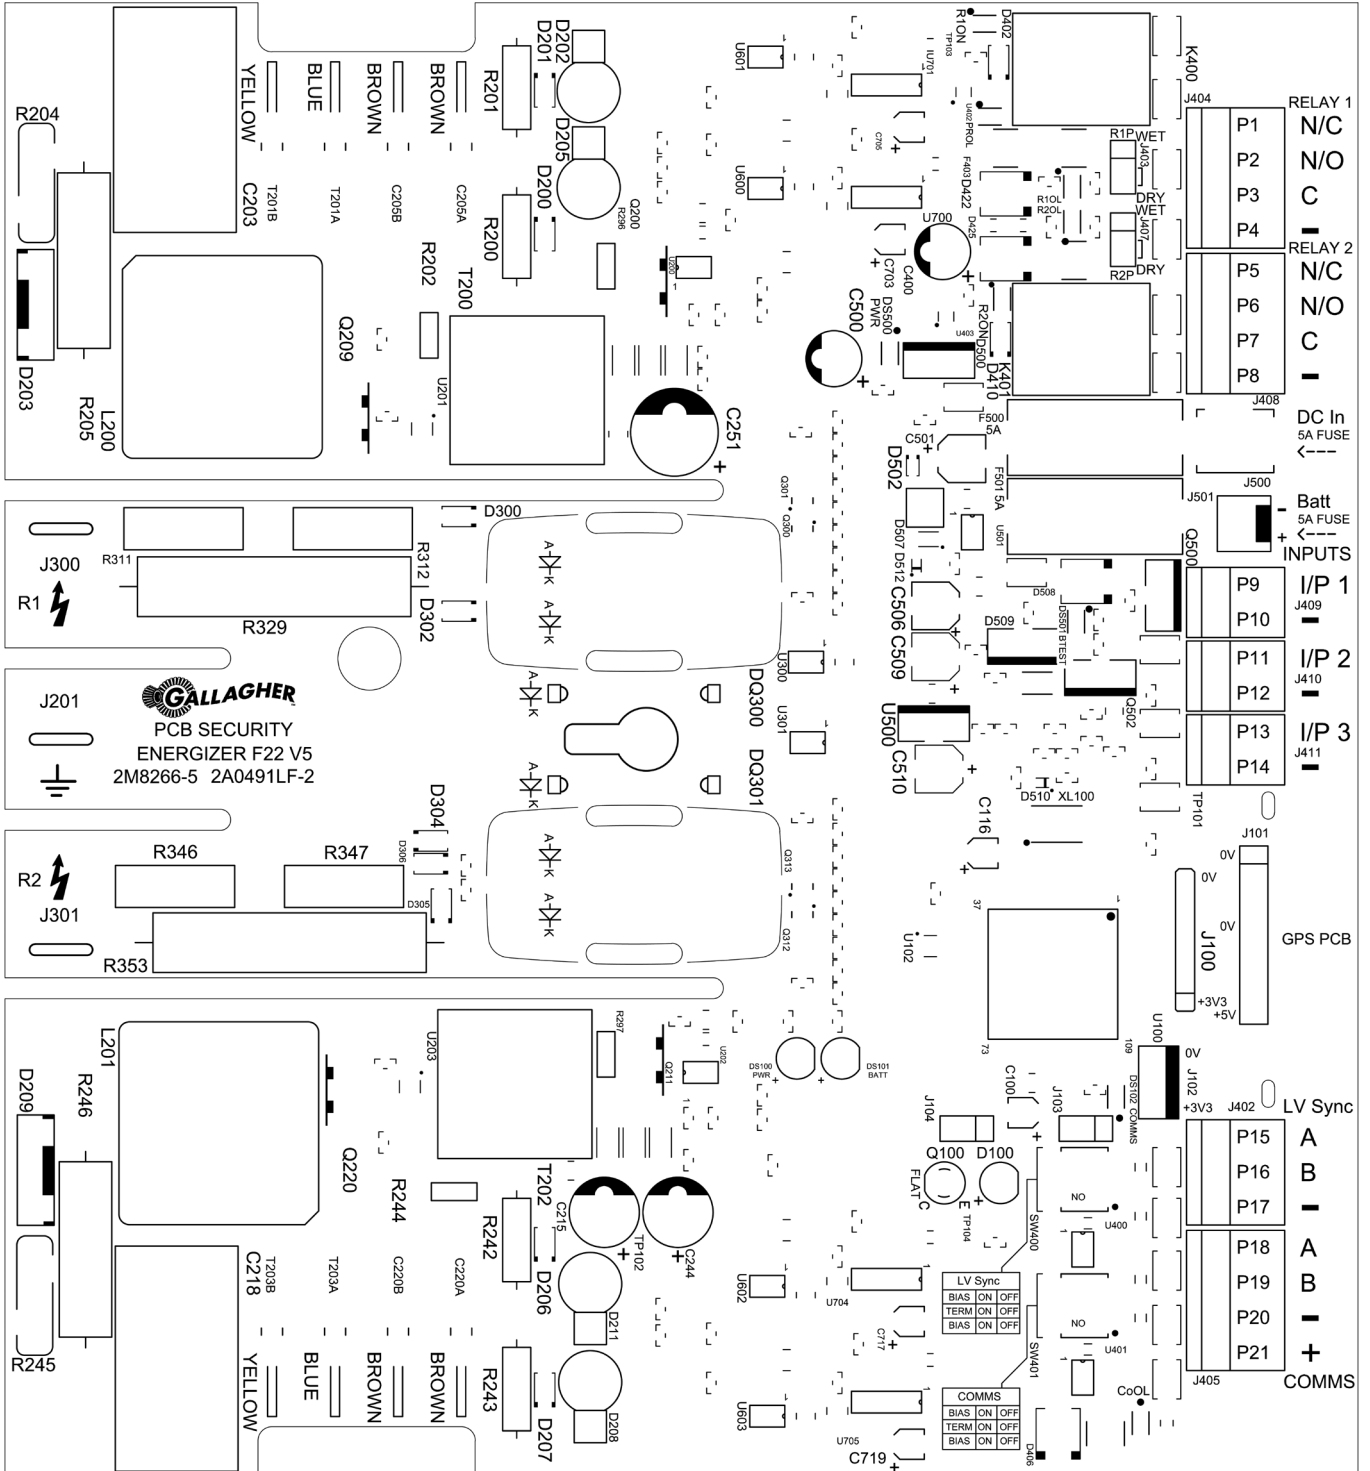 R204
YELLOW
BLUE
BROWN
BROWN
R201
D201
D202
D205
D200
C203
T201B
T201A
C205B
C205A
R200
Q200
R296
R202
T200
U200
1
Q209
D203
R205
L200
U201
C251
+
U601
U600
IU701
TP103
R1ON
D402
K400
C705
+
U402
PROL
F403
D422
R1OL
R2OL
U700
D425
+
C703
+
C400
C500
+
DS500
PWR
U403
R2ON
D500
D410
K401
J404
RELAY 1
P1 N/C
P2 N/O
P3 C
P4 -
R1P
WET
J403
DRY
WET
J407
DRY
R2P
RELAY 2
P5 N/C
P6 N/O
P7 C
P8 -
J408
F500
5A
C501
+
D502
F501 5A
DC In
5A FUSE
<---
J500
J501
- Batt
5A FUSE
+ <---
INPUTS
Q301
Q300
U501
1
D507
D512
Q500
C506
+
C509
+
D508
D509
DS501
BTEST
Q502
P9 I/P 1
J409
P10 -
P11 I/P 2
J410
P12 -
P13 I/P 3
J411
P14 -
J300
R1
R311
R312
R329
D300
D302
A
K
A
K
A
K
DQ300
U300
U301
U500
C510
+
D510
XL100
TP101
J201
GALLAGHER
PCB SECURITY
ENERGIZER F22 V5
2M8266-5 2A0491LF-2
DQ301
A
K
A
K
A
K
R2
J301
R346
R347
R353
D304
D306
D305
Q313
Q312
C116
+
37
73
109
U102
J101
0V
0V
0V
J100
+3V3
+5V
GPS PCB
L201
D209
R246
R245
U203
R297
Q211
U202
1
Q220
R244
T202
C215
+
TP102
C244
+
DS100
PWR
+
DS101
BATT
+
U100
0V
J102
+3V3
C100
+
J103
DS102
COMMS
J104
Q100
FLAT
C
E
D100
+
TP104
J402
LV Sync
P15 A
P16 B
P17 -
P18 A
P19 B
P20 -
P21 +
J405
COMMS
NO
U400
SW400
NO
U401
SW401
CoOL
D406
LV Sync
BIAS ON OFF
TERM ON OFF
BIAS ON OFF
COMMS
BIAS ON OFF
TERM ON OFF
BIAS ON OFF
C218
T203B
T203A
C220B
C220A
YELLOW
BLUE
BROWN
BROWN
R242
D206
D211
R243
D207
D208
U602
U603
U704
C717
+
U705
C719
+